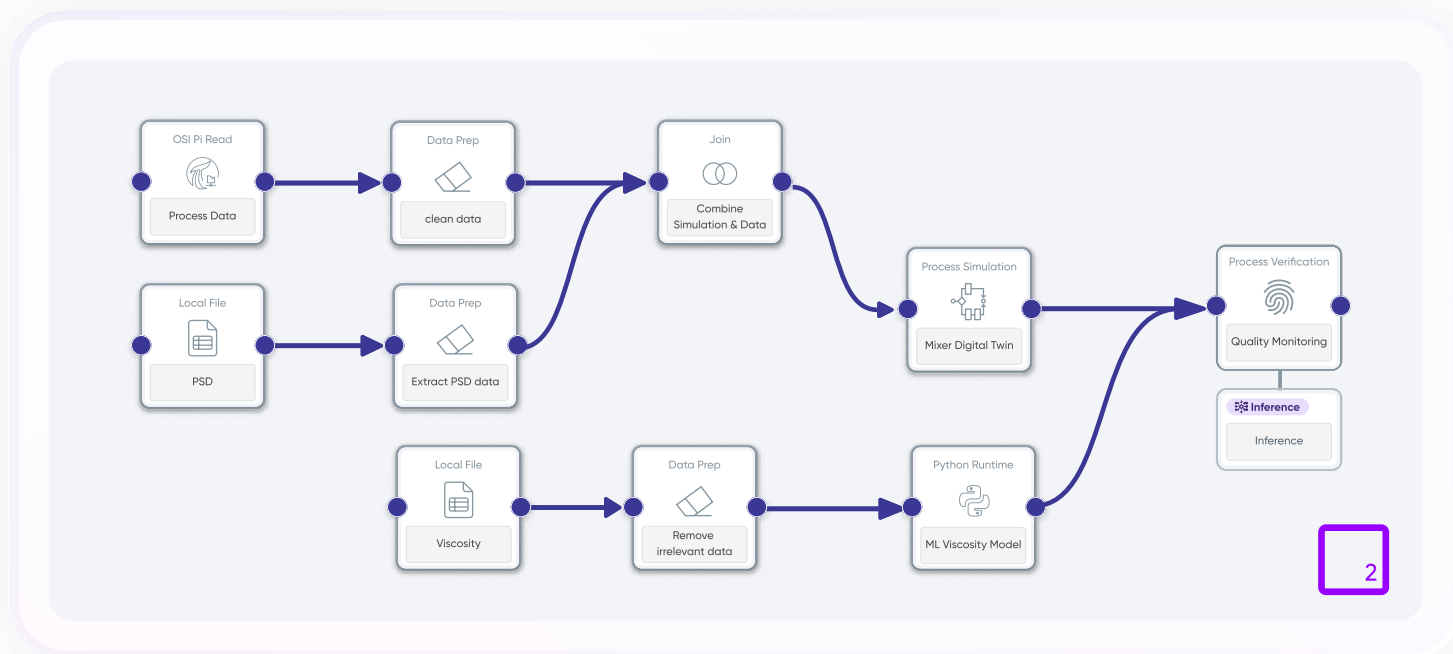 OSI Pi Read
Process Data
Data Prep
clean data
Join
Combine
Simulation & Data
Local File
PSD
Data Prep
Extract PSD data
Process Simulation
Mixer Digital Twin
Process Verification
Quality Monitoring
Inference
Inference
Local File
Viscosity
Data Prep
Remove
irrelevant data
Python Runtime
ML Viscosity Model
2